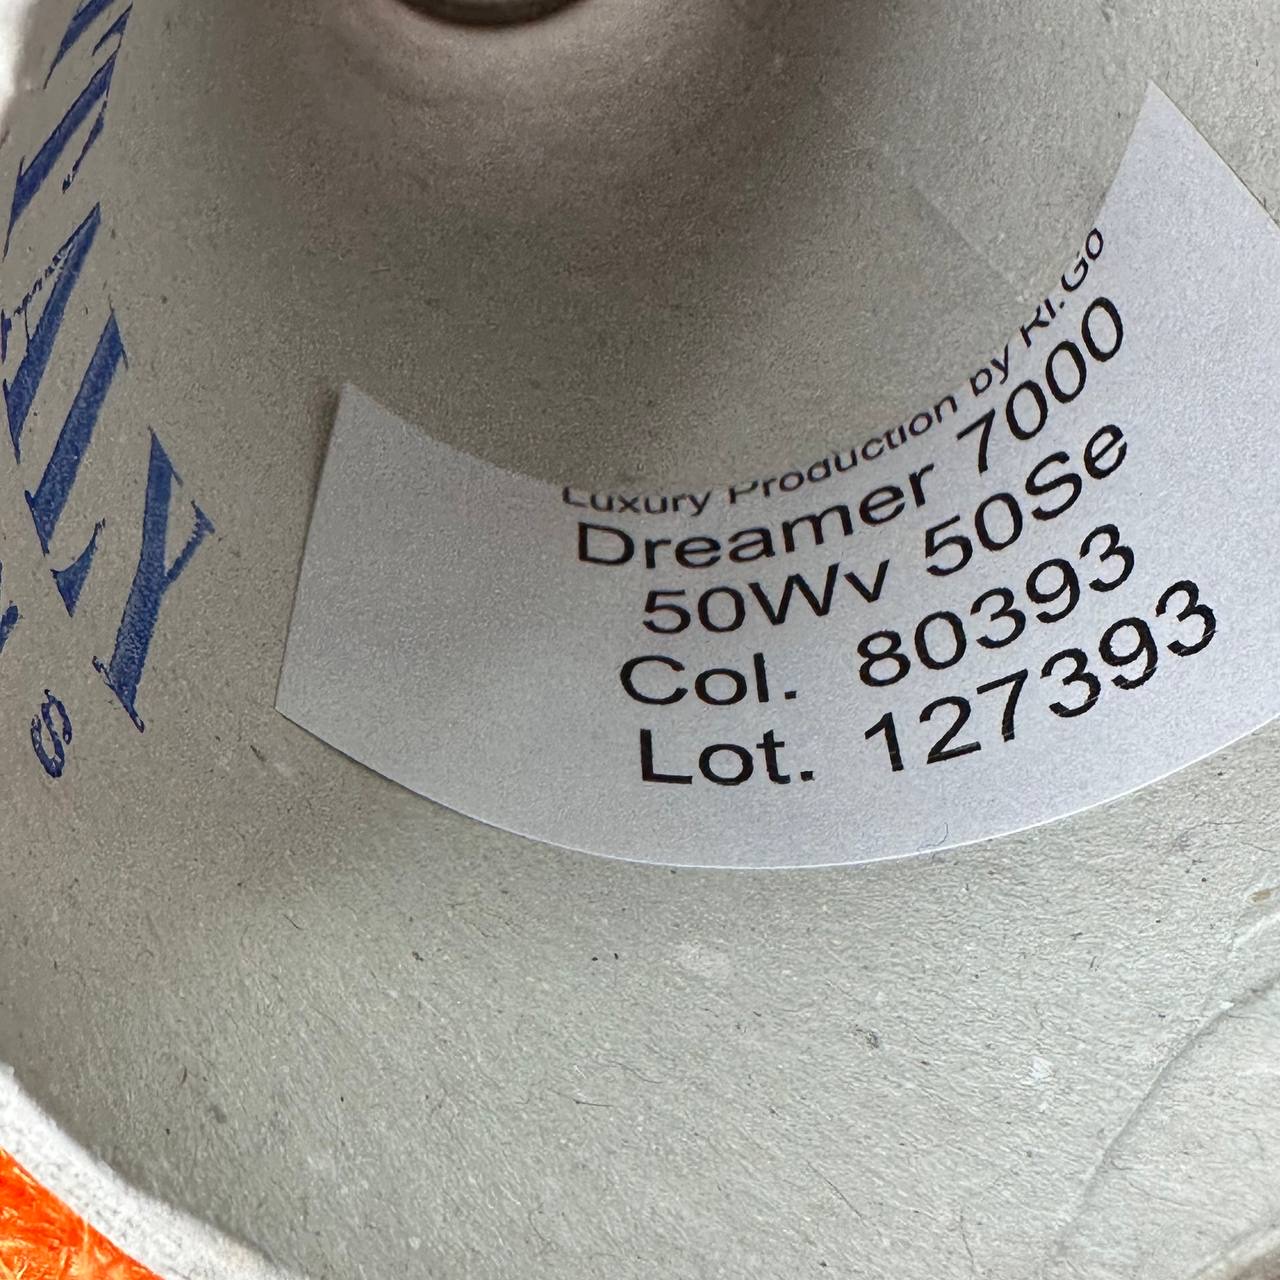 Luxury Production by Ri.Go
Dreamer 7000
50Wv 50Se
Col. 80393
Lot. 127393